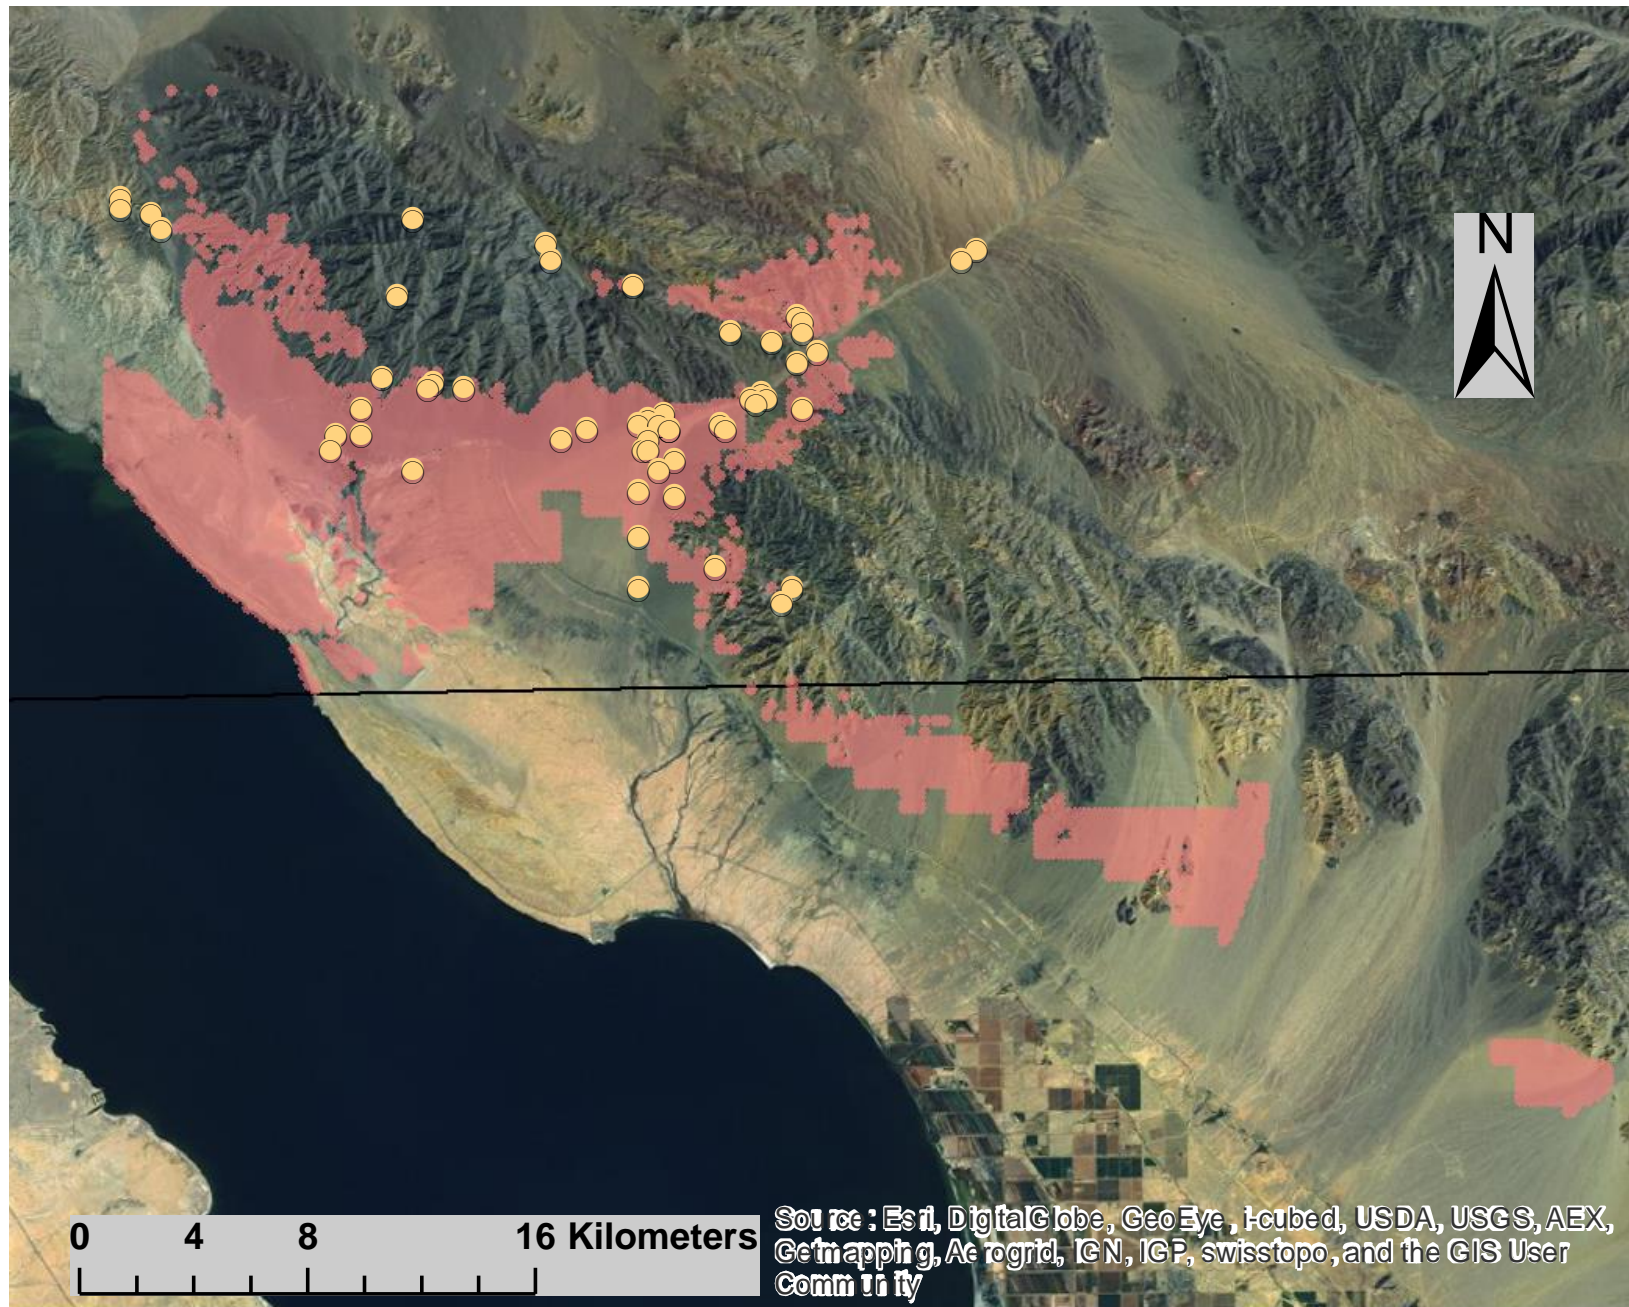 N
0 4 8 16 Kilometers
Source: Esri, DigitalGlobe, GeoEye, i-cubed, USDA, USGS, AEX,
Getmapping, Aerogrid, IGN, IGP, swisstopo, and the GIS User
Community